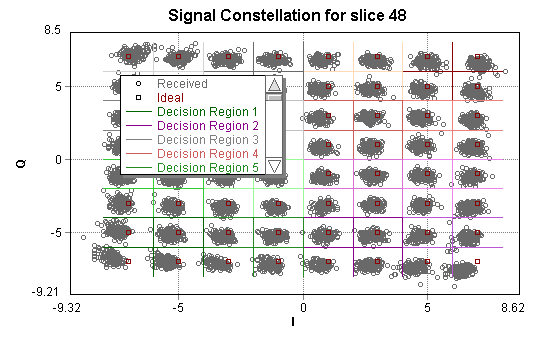 Signal Constellation for slice 48
8.5
5
0
-5
-9.21
Q
Received
Ideal
Decision Region 1
Decision Region 2
Decision Region 3
Decision Region 4
Decision Region 5
-9.32 -5 0 5 8.62
I